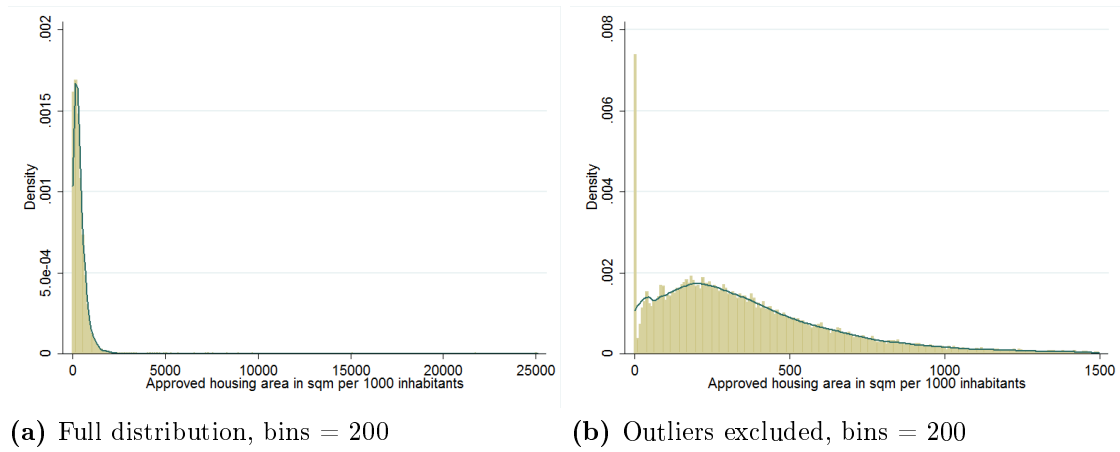 .002
.0015
.001
5.0e-04
0
Density
0 5000 10000 15000 20000 25000
Approved housing area in sqm per 1000 inhabitants
(a) Full distribution, bins = 200
.008
.006
.004
.002
0
Density
0 500 1000 1500
Approved housing area in sqm per 1000 inhabitants
(b) Outliers excluded, bins = 200